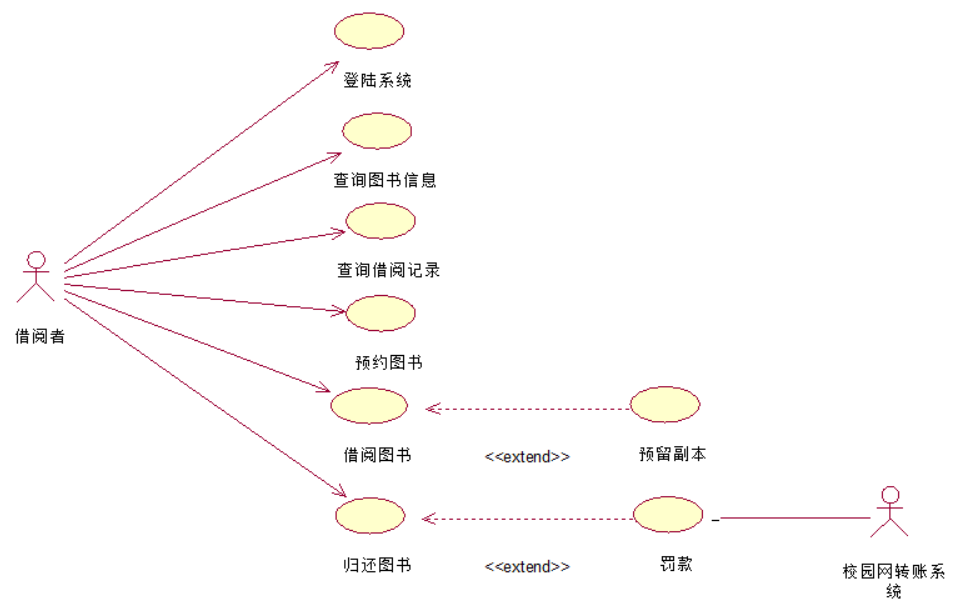 登陆系统
查询图书信息
查询借阅记录
借阅者
预约图书
借阅图书
<<extend>>
预留副本
归还图书
<<extend>>
罚款
校园网转账系
统